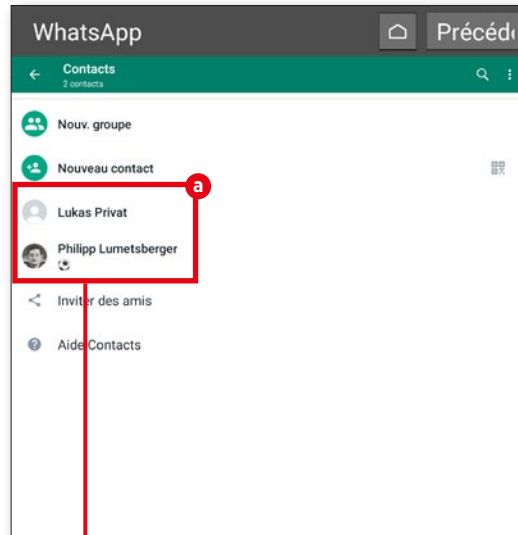 WhatsApp
Précéd
Contacts
2 contacts
Nouv. groupe
Nouveau contact
a
Lukas Privat
Philipp Lumetsberger
⚽
Inviter des amis
Aide Contacts